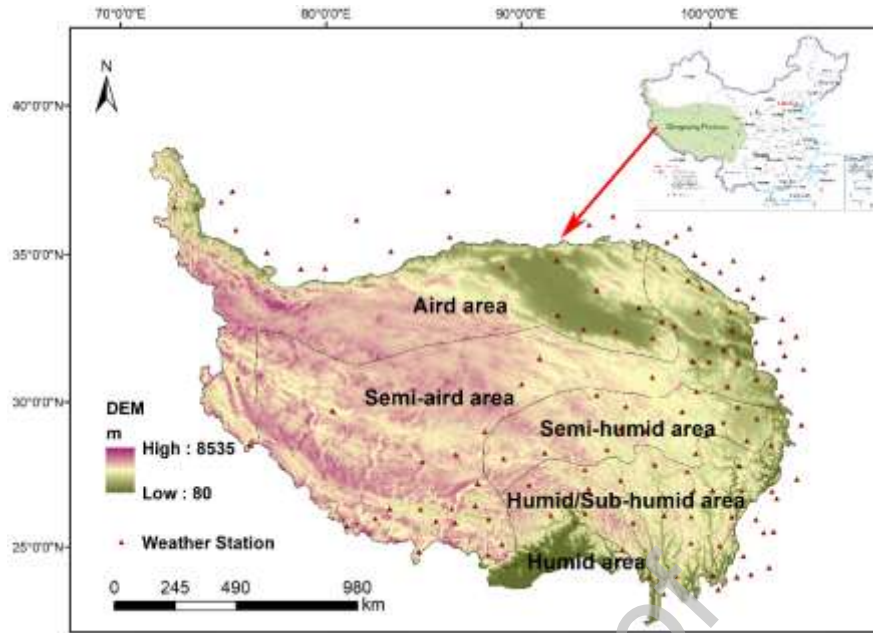 70°0'0"E 80°0'0"E 90°0'0"E 100°0'0"E
N
40°0'0"N
35°0'0"N
30°0'0"N
25°0'0"N
Aird area
Semi-aird area
Semi-humid area
Humid/Sub-humid area
Humid area
DEM
m
High : 8535
Low : 80
Weather Station
0 245 490 980
km